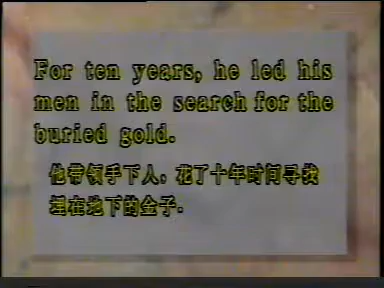 For ten years, he led his
men in the search for the
buried gold.
他带领手下人，花了十年时间寻找
埋在地下的金子.